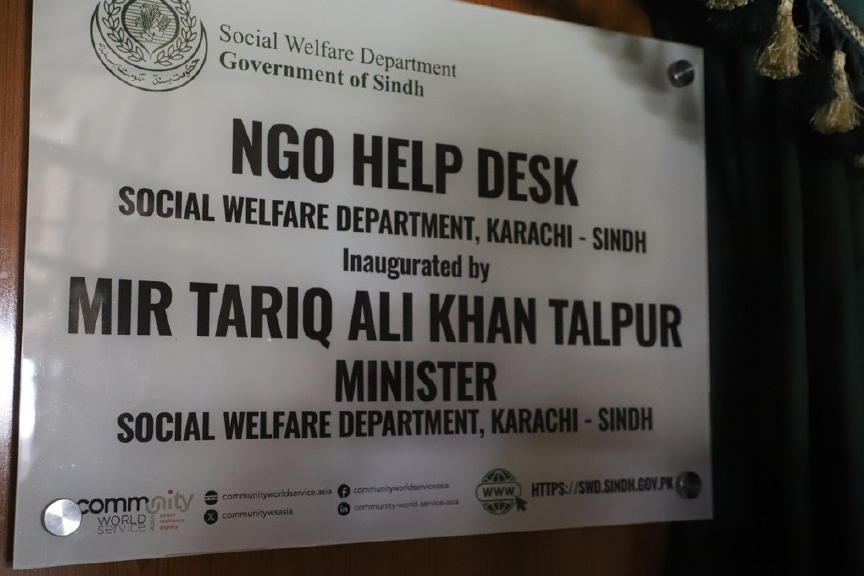 Social Welfare Department
Government of Sindh
NGO HELP DESK
SOCIAL WELFARE DEPARTMENT, KARACHI - SINDH
Inaugurated by
MIR TARIQ ALI KHAN TALPUR
MINISTER
SOCIAL WELFARE DEPARTMENT, KARACHI - SINDH
community
WORLD
SERVICE
communityworldservice.asia
communitywsasia
communityworldserviceasia
community-world-service-asia
WWW
HTTPS://SWD.SINDH.GOV.PK